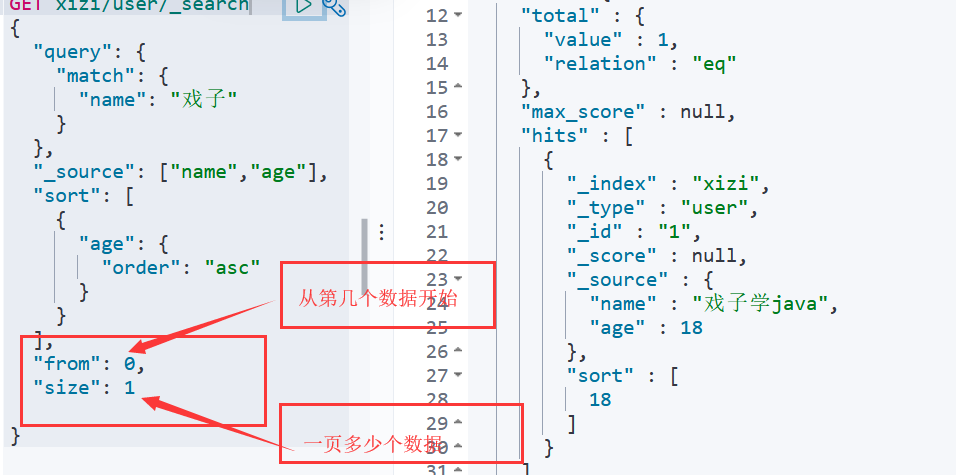 GET xizi/user/_search
{
"query": {
"match": {
"name": "戏子"
}
},
"_source": ["name","age"],
"sort": [
{
"age": {
"order": "asc"
}
}
],
"from": 0,
"size": 1
}
从第几个数据开始
一页多少个数据
12 "total" : {
13 "value" : 1,
14 "relation" : "eq"
15 },
16 "max_score" : null,
17 "hits" : [
18 {
19 "_index" : "xizi",
20 "_type" : "user",
21 "_id" : "1",
22 "_score" : null,
23 "_source" : {
24 "name" : "戏子学java",
25 "age" : 18
26 },
27 "sort" : [
28 18
29 ]
30 }
31 ]